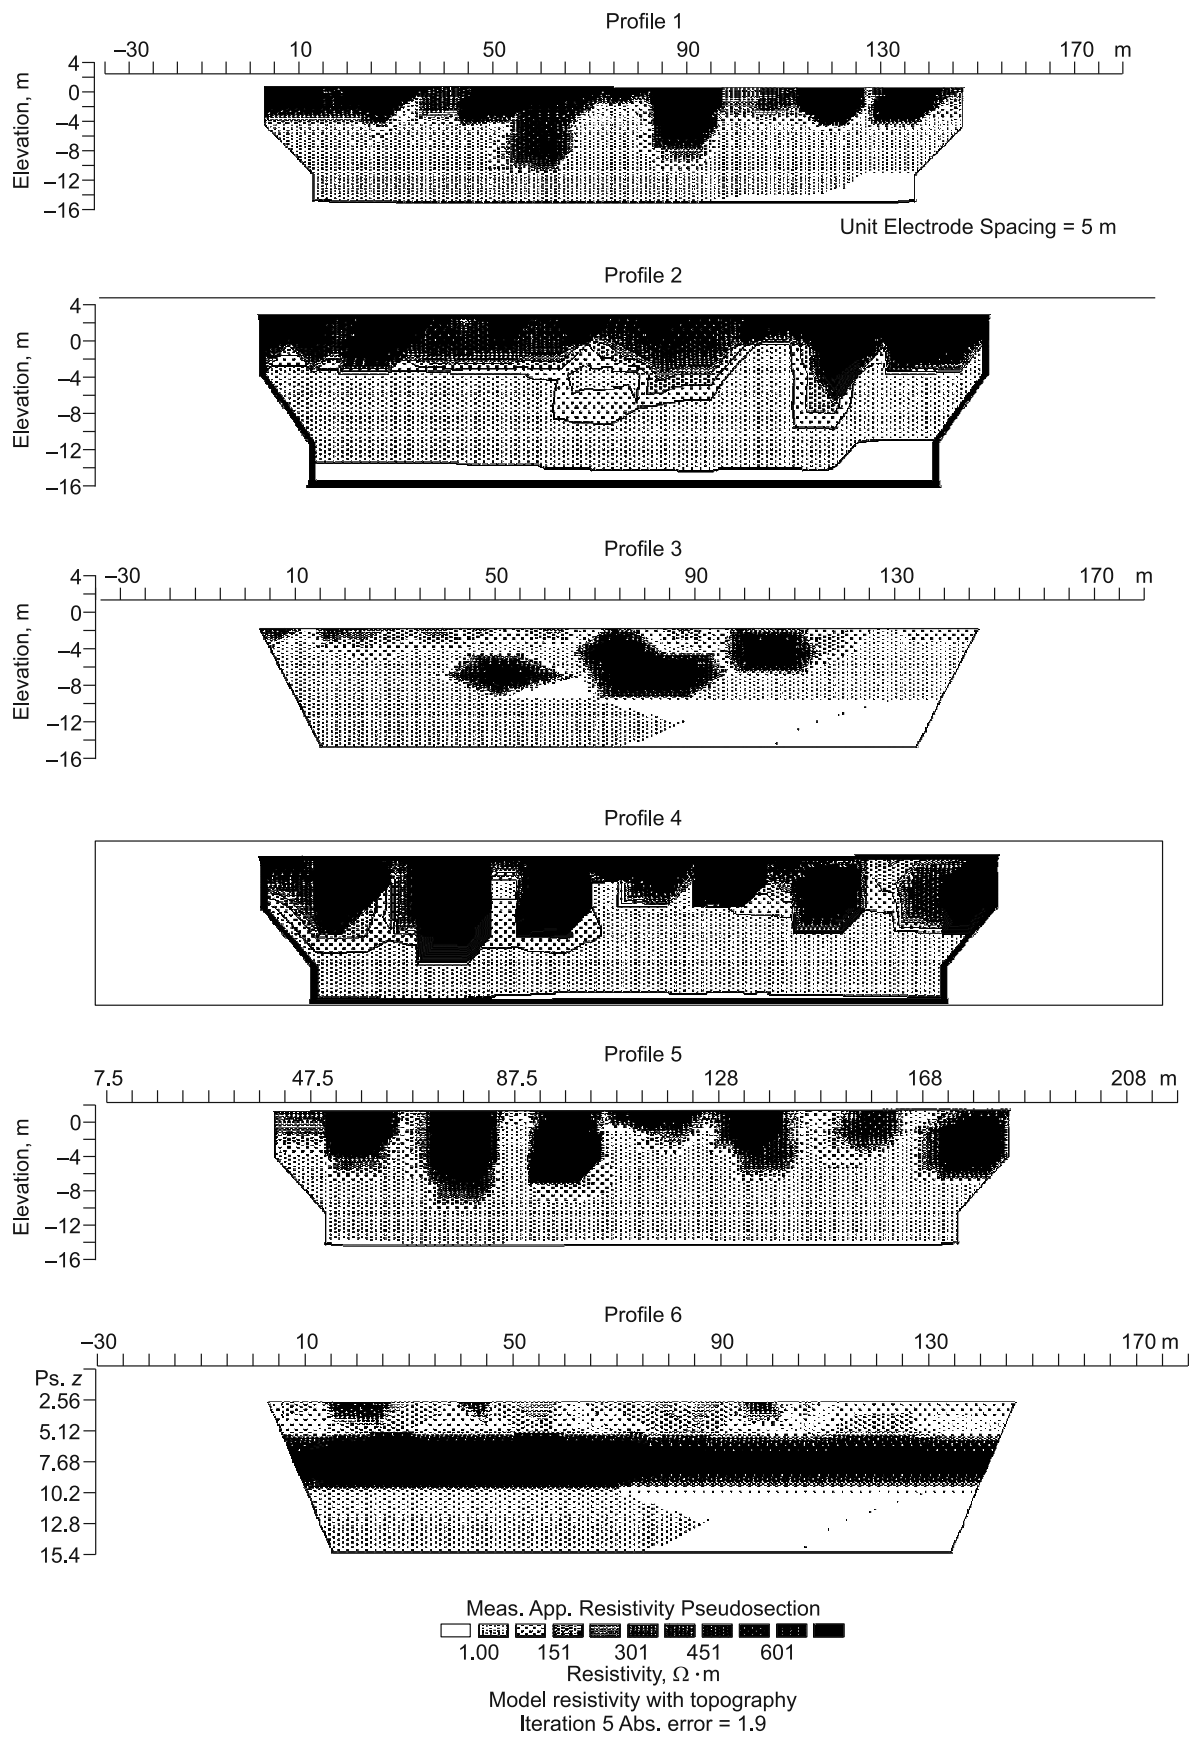 Profile 1
–30 10 50 90 130 170 m
Elevation, m
4
0
–4
–8
–12
–16
Unit Electrode Spacing = 5 m
Profile 2
Elevation, m
4
0
–4
–8
–12
–16
Profile 3
–30 10 50 90 130 170 m
Elevation, m
4
0
–4
–8
–12
–16
Profile 4
Profile 5
7.5 47.5 87.5 128 168 208 m
Elevation, m
0
–4
–8
–12
–16
Profile 6
–30 10 50 90 130 170 m
Ps. z
2.56
5.12
7.68
10.2
12.8
15.4
Meas. App. Resistivity Pseudosection
1.00 151 301 451 601
Resistivity, Ω · m
Model resistivity with topography
Iteration 5 Abs. error = 1.9